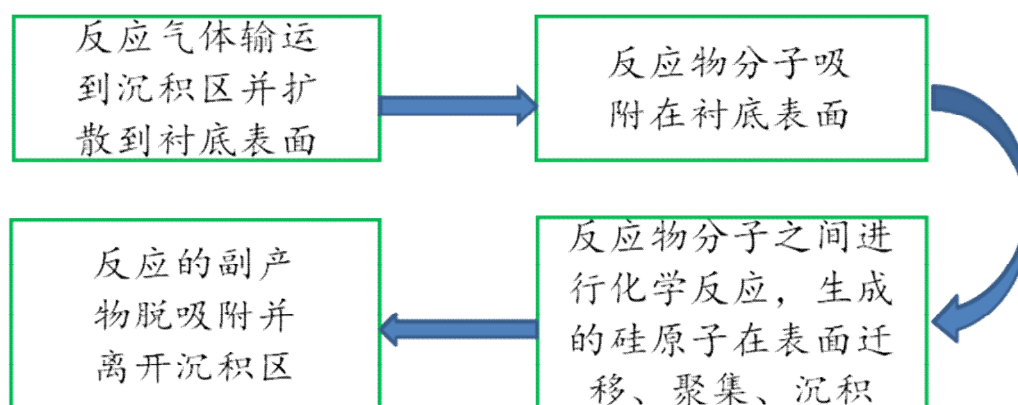 反应气体输运
到沉积区并扩
散到衬底表面
反应物分子吸
附在衬底表面
反应物分子之间进
行化学反应，生成
的硅原子在表面迁
移、聚集、沉积
反应的副产
物脱吸附并
离开沉积区